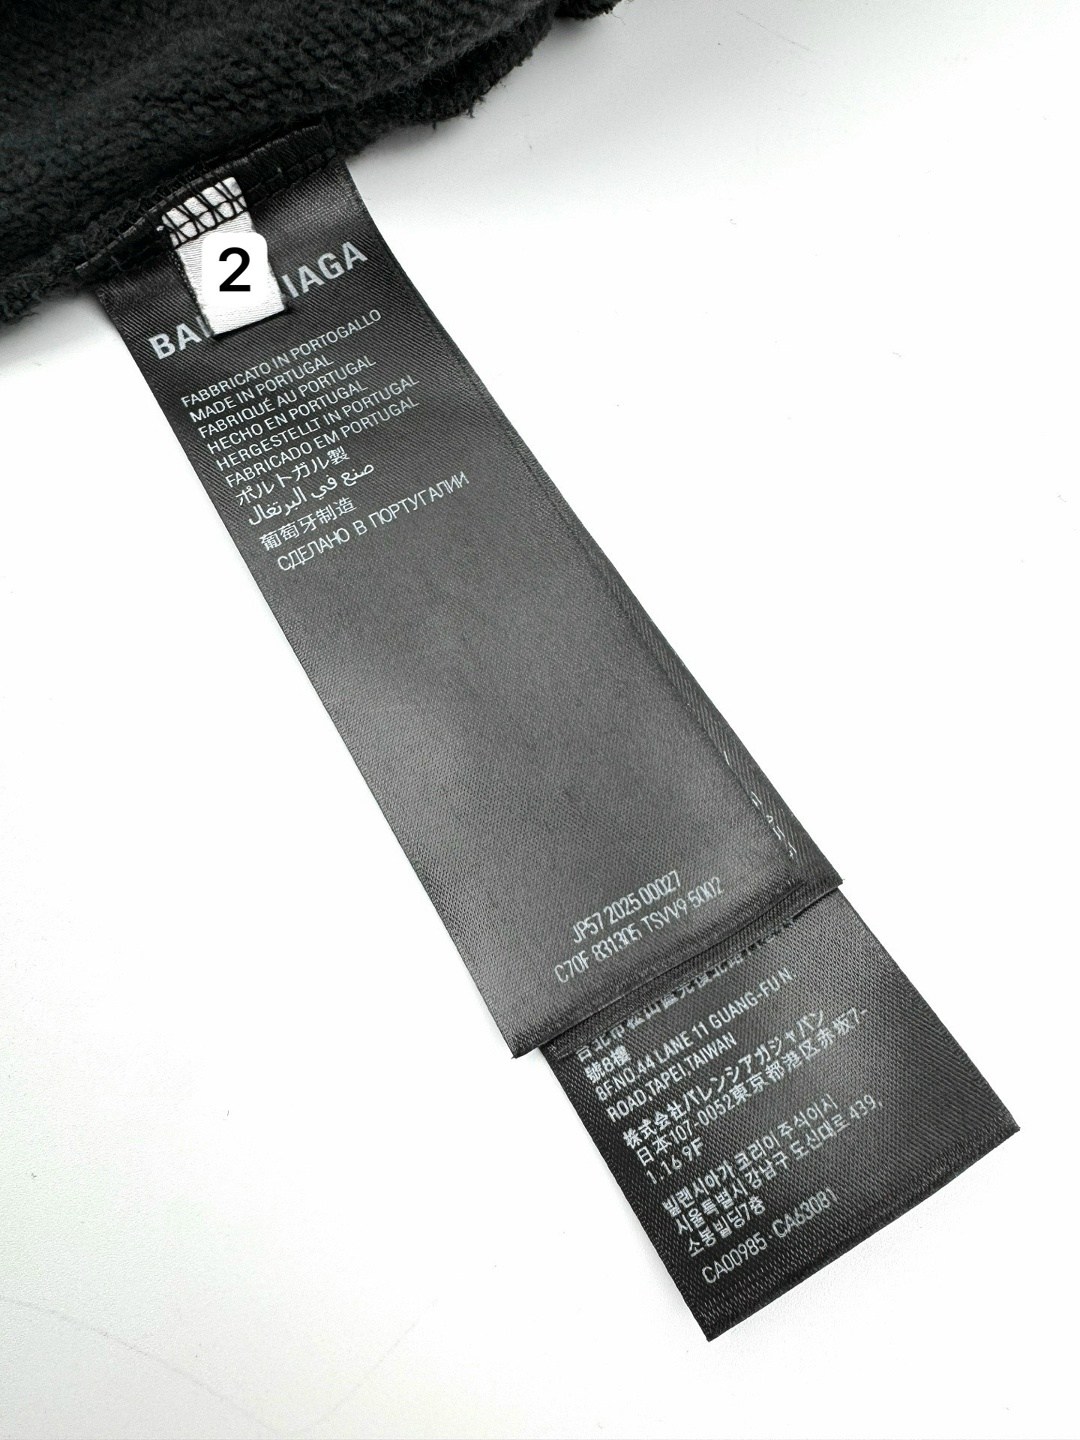 2
BA IAGA
FABBRICATO IN PORTOGALLO
MADE IN PORTUGAL
FABRIQUÉ AU PORTUGAL
HECHO EN PORTUGAL
HERGESTELLT IN PORTUGAL
FABRICADO EM PORTUGAL
ポルトガル製
صنع في البرتغال
葡萄牙制造
СДЕЛАНО В ПОРТУГАЛИИ
JP57 2025 00027
C70F 831305 TSVV9 5002
號8樓
8F.NO.44 LANE 11 GUANG-FU N.
ROAD,TAPEI,TAIWAN
株式会社バレンシアガジャパン
日本107-0052東京都港区赤坂7-
1.16 9F
발렌시아가 코리아 주식이시
서울특별시 강남구 도신대로 439,
소봉빌딩7층
CA00985 · CA63081